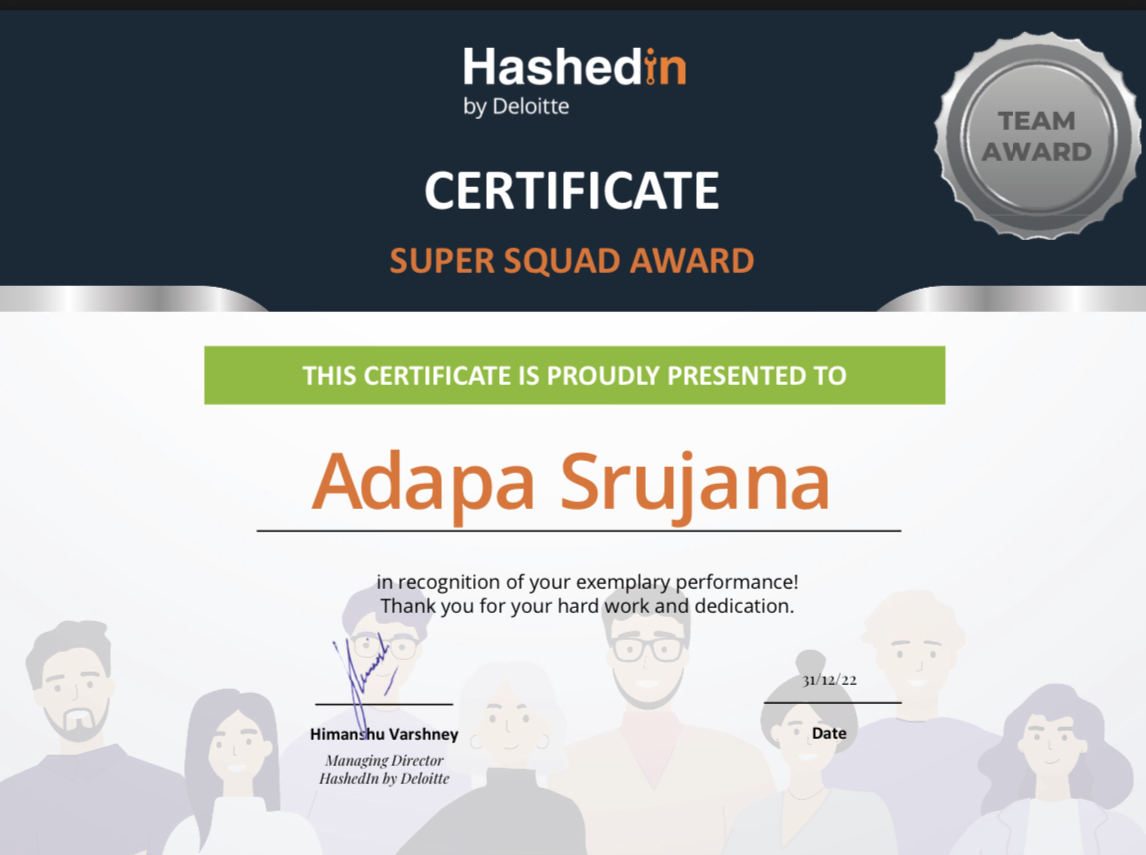 Hashedin
by Deloitte
TEAM
AWARD
CERTIFICATE
SUPER SQUAD AWARD
THIS CERTIFICATE IS PROUDLY PRESENTED TO
Adapa Srujana
in recognition of your exemplary performance!
Thank you for your hard work and dedication.
31/12/22
Himanshu Varshney
Date
Managing Director
HashedIn by Deloitte